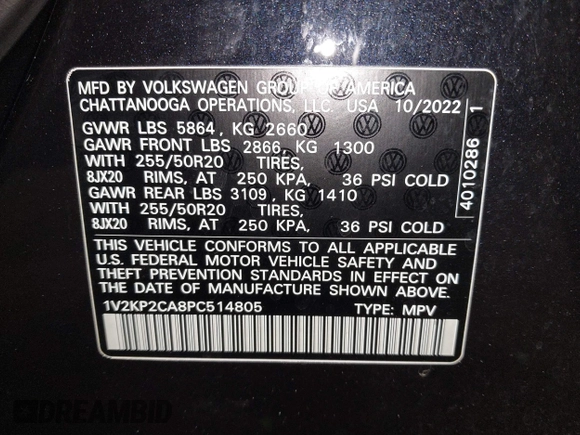 MFD BY VOLKSWAGEN GROUP OF AMERICA
CHATTANOOGA OPERATIONS, LLC. USA 10/2022
GVWR LBS 5864, KG 2660
GAWR FRONT LBS 2866, KG 1300
WITH 255/50R20 TIRES,
8JX20 RIMS, AT 250 KPA, 36 PSI COLD
GAWR REAR LBS 3109, KG 1410
WITH 255/50R20 TIRES,
8JX20 RIMS, AT 250 KPA, 36 PSI COLD
THIS VEHICLE CONFORMS TO ALL APPLICABLE
U.S. FEDERAL MOTOR VEHICLE SAFETY AND
THEFT PREVENTION STANDARDS IN EFFECT ON
THE DATE OF MANUFACTURE SHOWN ABOVE.
1V2KP2CA8PC514805 TYPE: MPV
4010286 1
DREAMBID